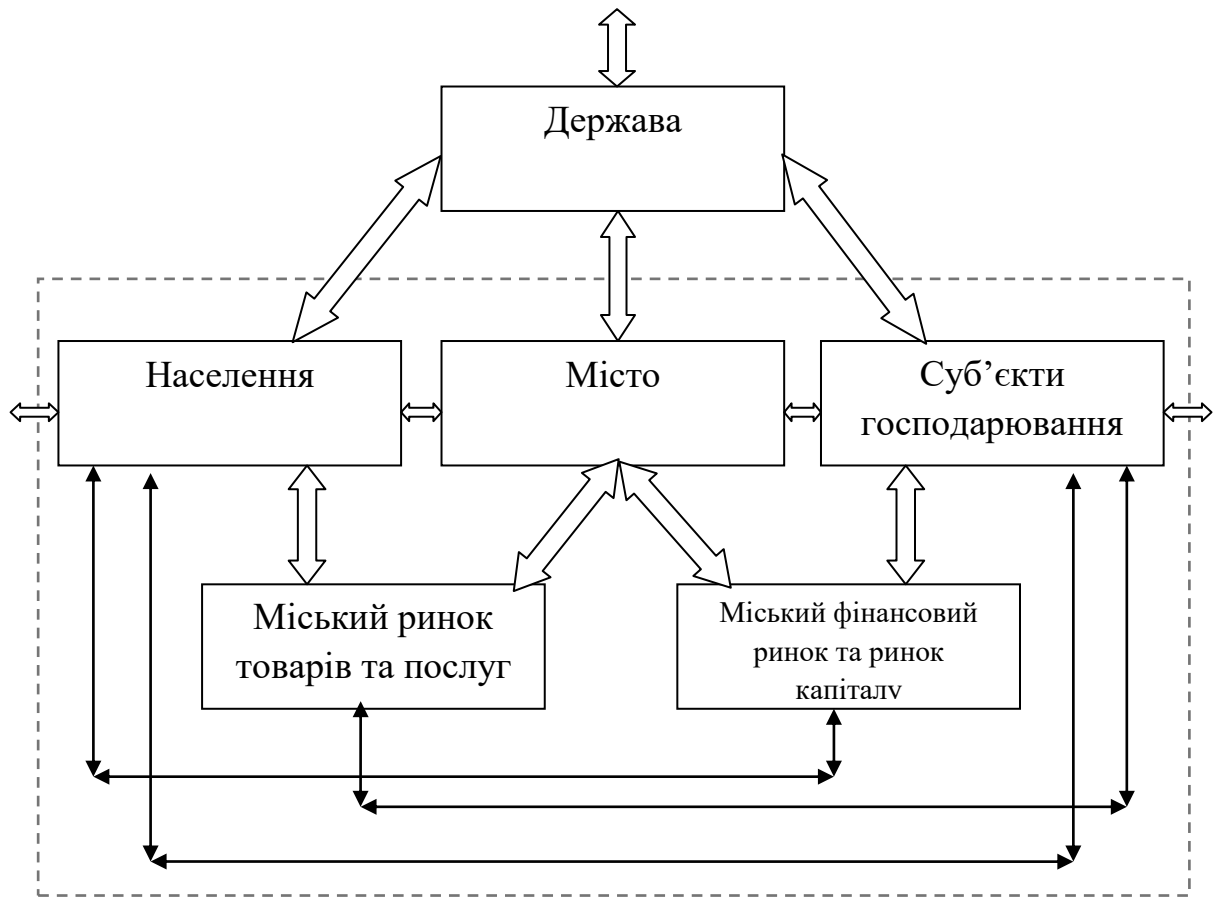 Держава
Населення
Місто
Суб’єкти
господарювання
Міський ринок
товарів та послуг
Міський фінансовий
ринок та ринок
капіталу